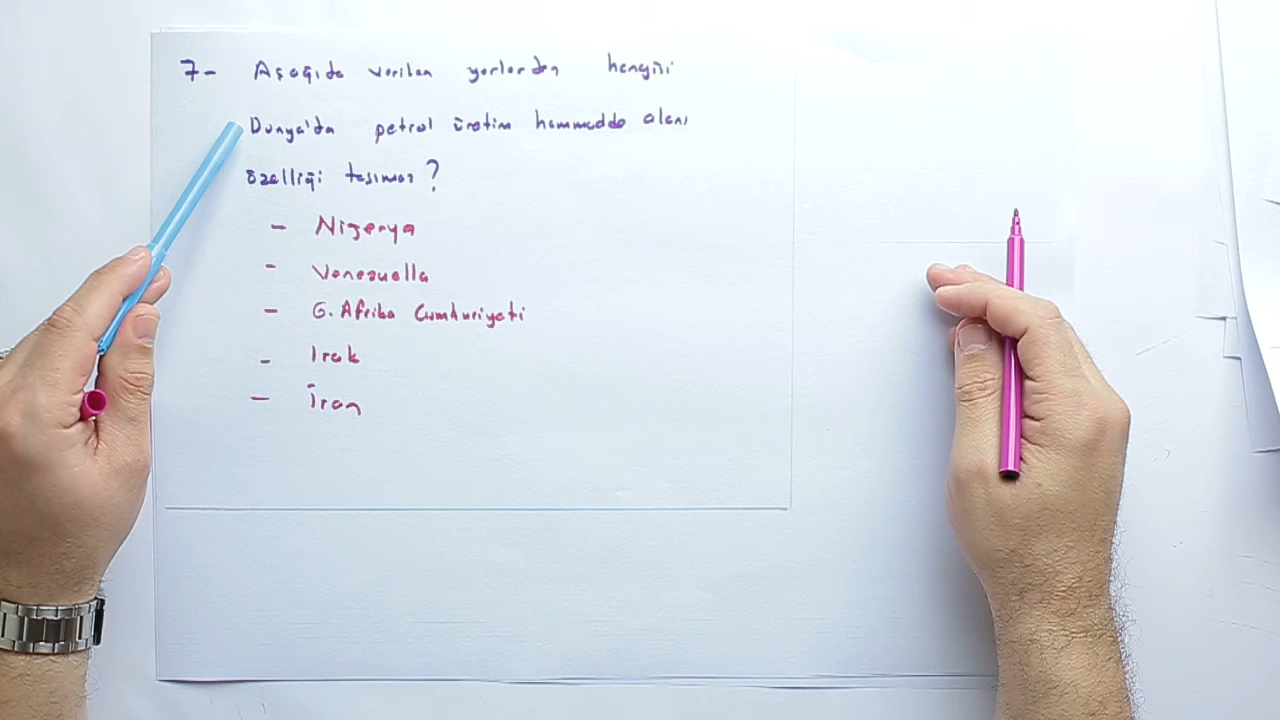 7- Aşağıda verilen yerlerden hangisi
Dünya'da petrol üretim hammadde alanı
özelliği taşımaz?
- Nijerya
- Venezuella
- G. Afrika Cumhuriyeti
- Irak
- İran